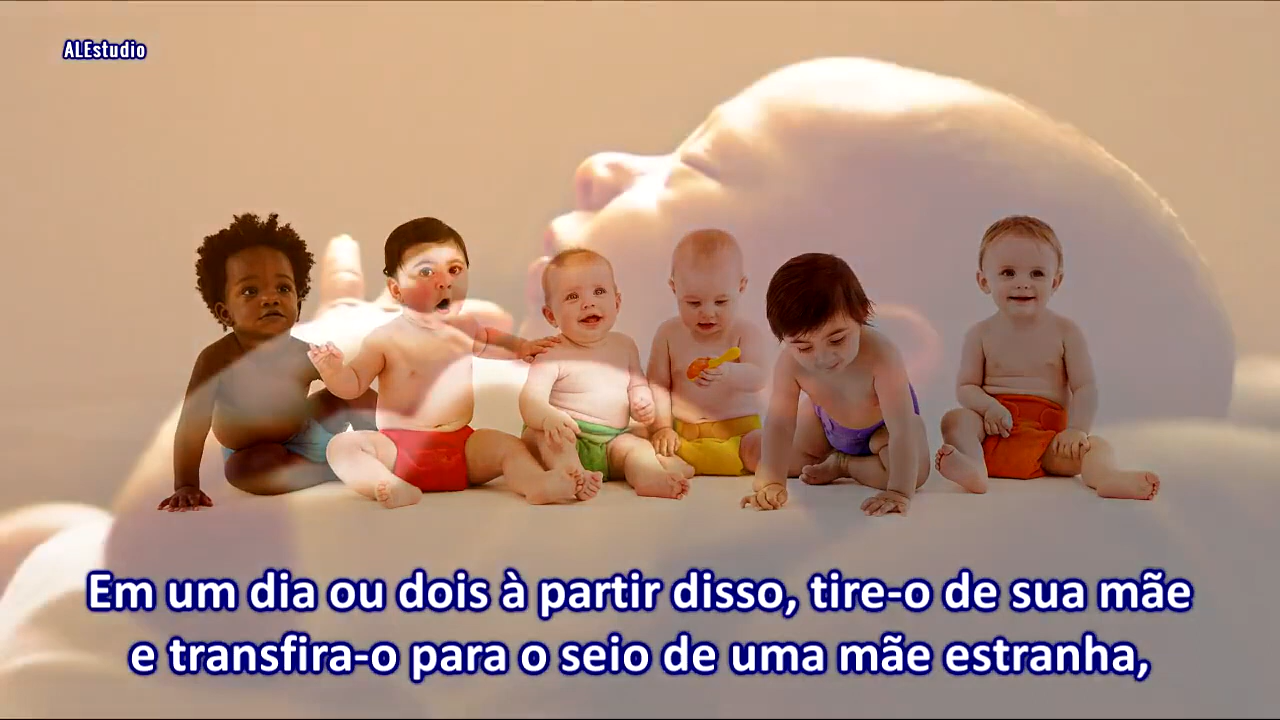 ALEstudio
Em um dia ou dois à partir disso, tire-o de sua mãe
e transfira-o para o seio de uma mãe estranha,